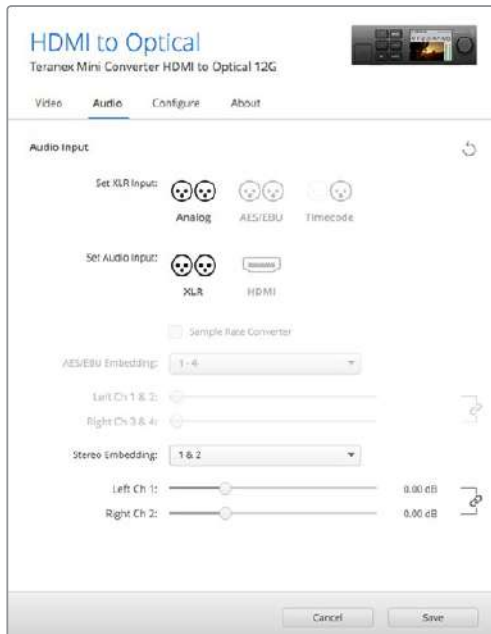 HDMI to Optical
Teranex Mini Converter HDMI to Optical 12G
Video Audio Configure About
Audio Input
Set XLR Input:
Analog AES/EBU Timecode
Set Audio Input:
XLR HDMI
Sample Rate Converter
AES/EBU Embedding: 1 - 4
Left Ch 1 & 2:
Right Ch 3 & 4:
Stereo Embedding: 1 & 2
Left Ch 1: 0.00 dB
Right Ch 2: 0.00 dB
Cancel Save